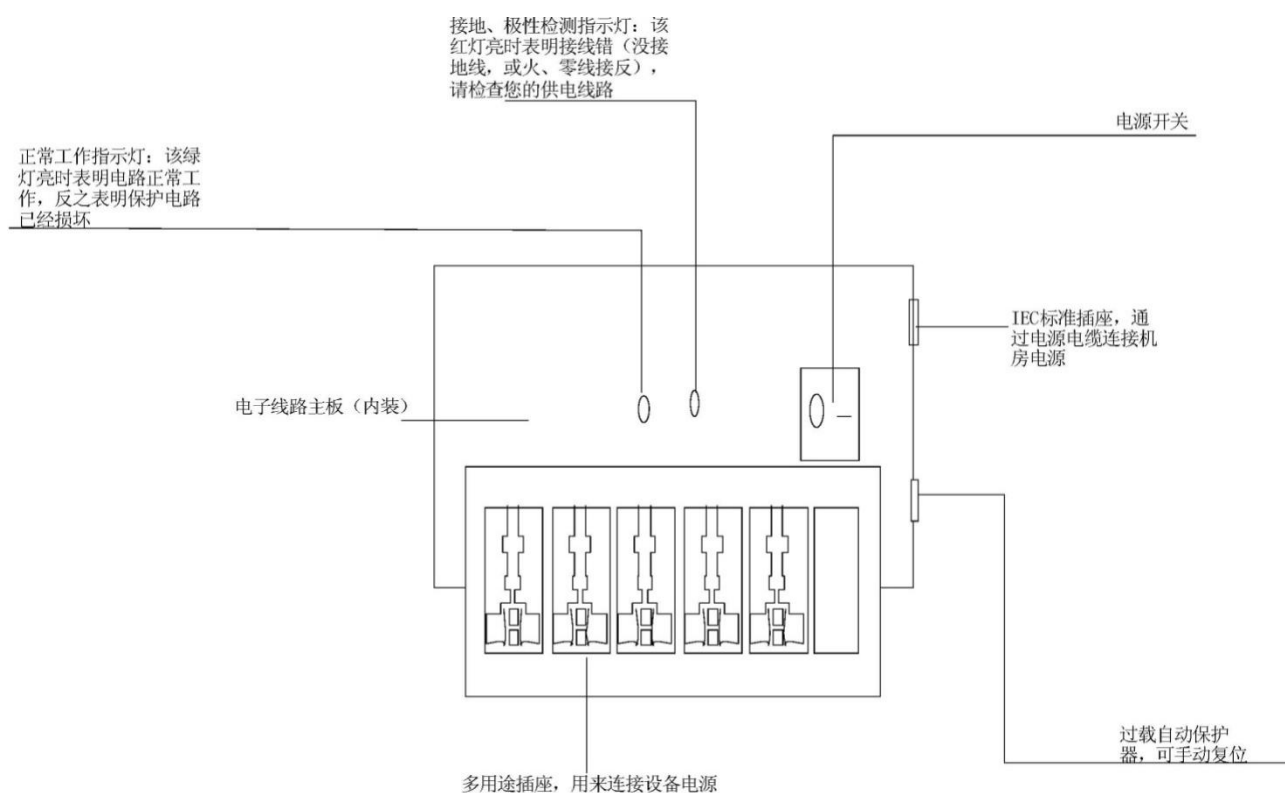 接地、极性检测指示灯：该
红灯亮时表明接线错（没接
地线，或火、零线接反），
请检查您的供电线路
电源开关
正常工作指示灯：该绿
灯亮时表明电路正常工
作，反之表明保护电路
已经损坏
IEC标准插座，通
过电源电缆连接机
房电源
电子线路主板（内装）
过载自动保护
器，可手动复位
多用途插座，用来连接设备电源